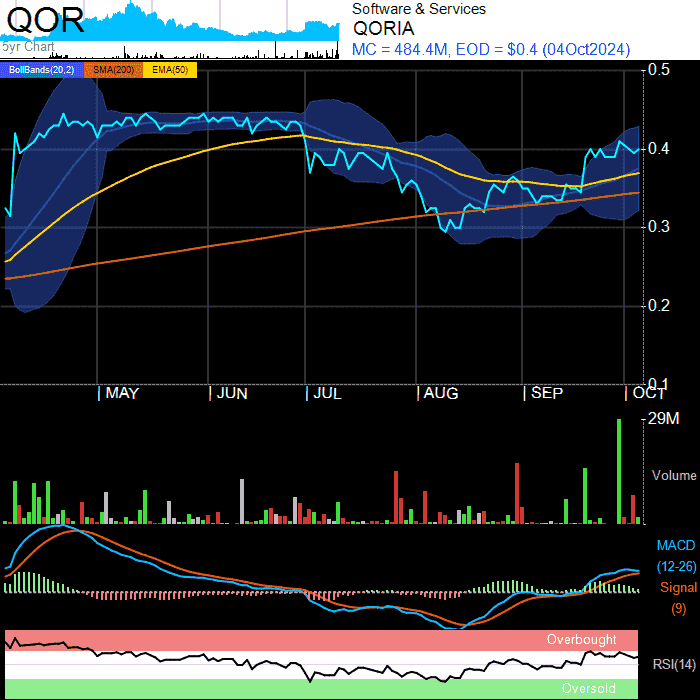 QOR
5yr Chart
Software & Services
QORIA
MC = 484.4M, EOD = $0.4 (04Oct2024)
BollBands(20,2) SMA(200) EMA(50)
0.5
0.4
0.3
0.2
0.1
| MAY | JUN | JUL | AUG | SEP | OCT
29M
Volume
MACD
(12-26)
Signal
(9)
Overbought
RSI(14)
Oversold